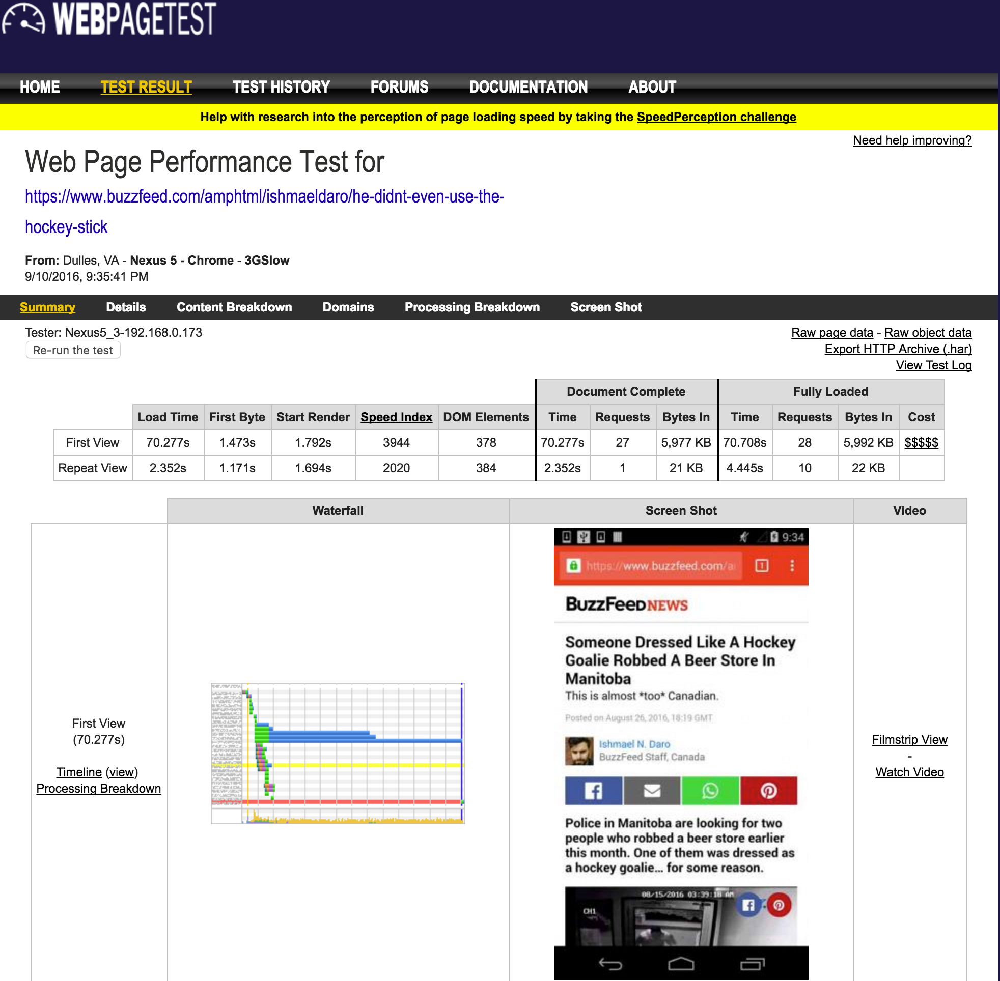 WEBPAGETEST
HOME TEST RESULT TEST HISTORY FORUMS DOCUMENTATION ABOUT
Help with research into the perception of page loading speed by taking the SpeedPerception challenge
Need help improving?
Web Page Performance Test for
https://www.buzzfeed.com/amphtml/ishmaeldaro/he-didnt-even-use-the-
hockey-stick
From: Dulles, VA - Nexus 5 - Chrome - 3GSlow
9/10/2016, 9:35:41 PM
Summary Details Content Breakdown Domains Processing Breakdown Screen Shot
Tester: Nexus5_3-192.168.0.173
Re-run the test
Raw page data - Raw object data
Export HTTP Archive (.har)
View Test Log
Document Complete Fully Loaded
Load Time First Byte Start Render Speed Index DOM Elements Time Requests Bytes In Time Requests Bytes In Cost
First View 70.277s 1.473s 1.792s 3944 378 70.277s 27 5,977 KB 70.708s 28 5,992 KB $$$$$
Repeat View 2.352s 1.171s 1.694s 2020 384 2.352s 1 21 KB 4.445s 10 22 KB
Waterfall Screen Shot Video
First View
(70.277s)
Timeline (view)
Processing Breakdown
9:34
https://www.buzzfeed.com/a
1
BuzzFeeD NEWS
Someone Dressed Like A Hockey
Goalie Robbed A Beer Store In
Manitoba
This is almost *too* Canadian.
Posted on August 26, 2016, 18:19 GMT
Ishmael N. Daro
BuzzFeed Staff, Canada
Police in Manitoba are looking for two
people who robbed a beer store earlier
this month. One of them was dressed as
a hockey goalie... for some reason.
08/15/2016 03:39:18 AM
CH1
Filmstrip View
-
Watch Video